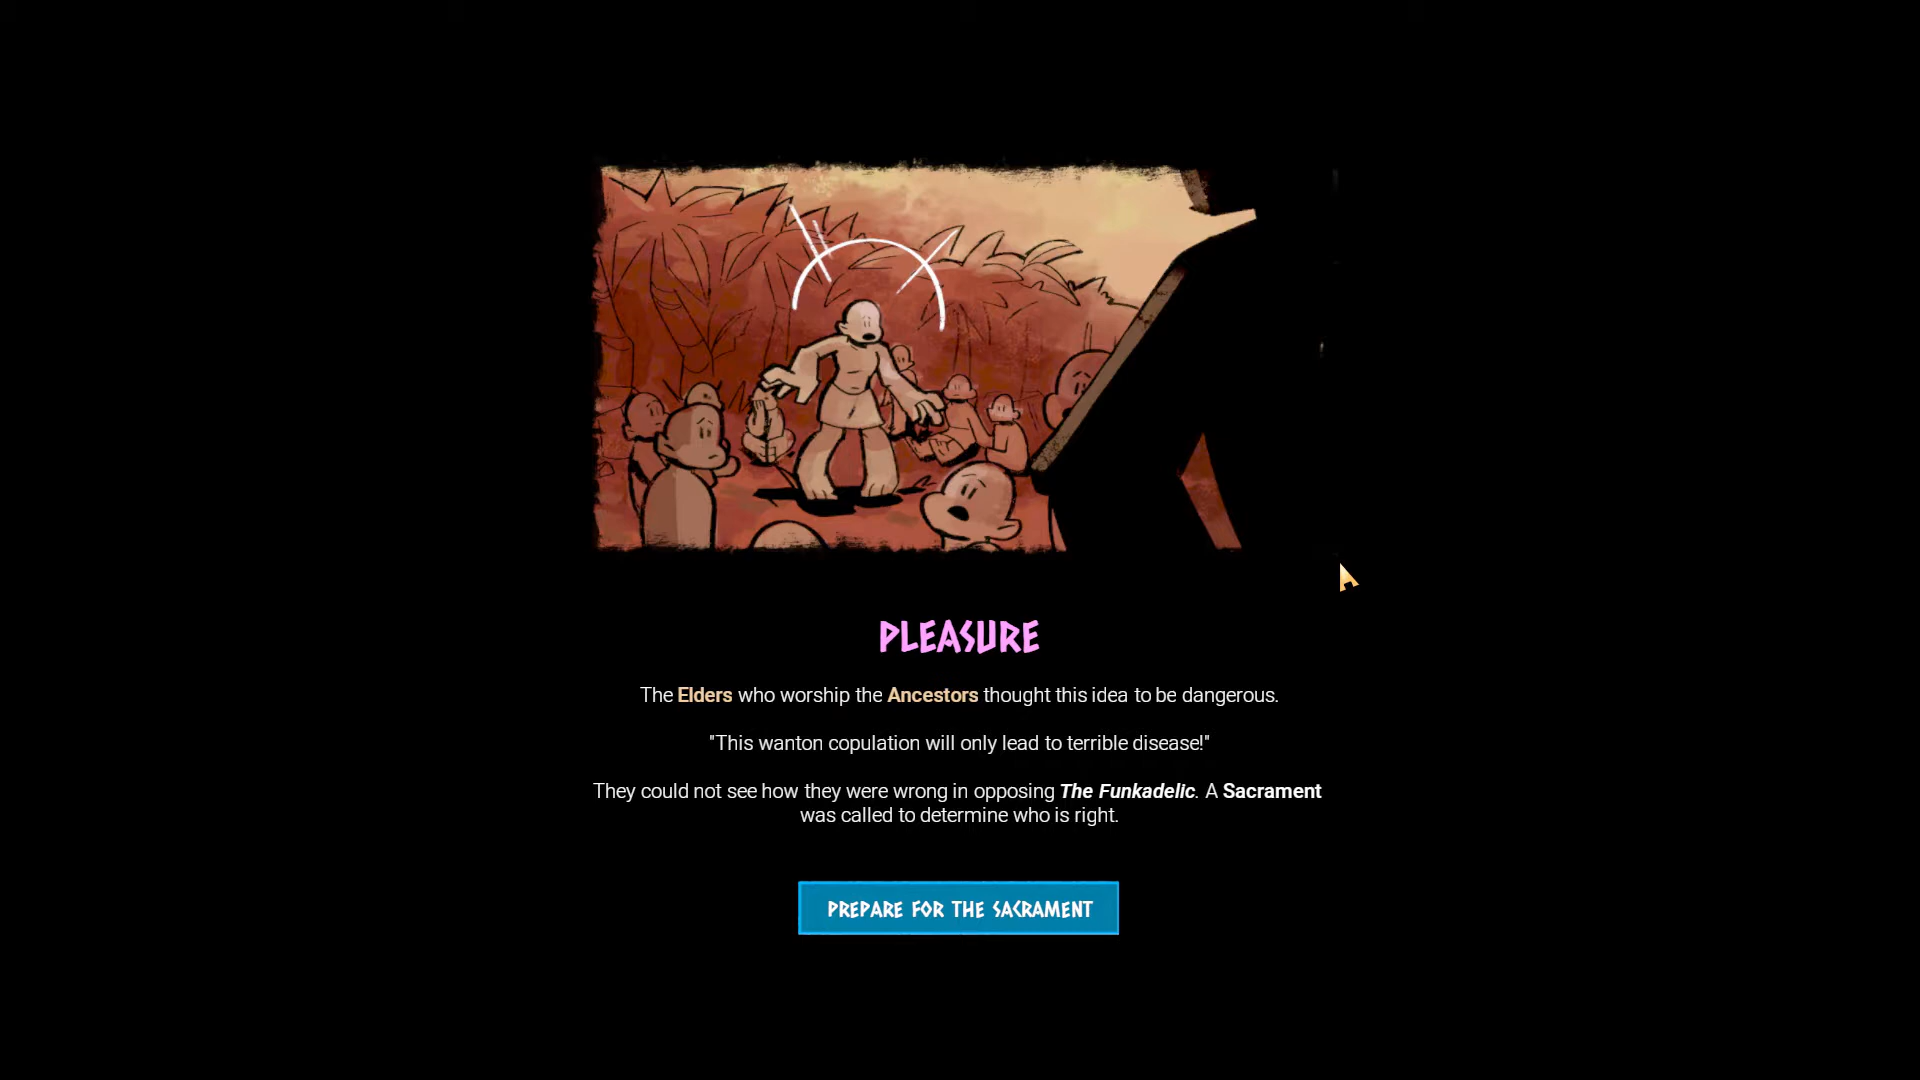 PLEASURE
The Elders who worship the Ancestors thought this idea to be dangerous.
"This wanton copulation will only lead to terrible disease!"
They could not see how they were wrong in opposing The Funkadelic. A Sacrament
was called to determine who is right.
PREPARE FOR THE SACRAMENT